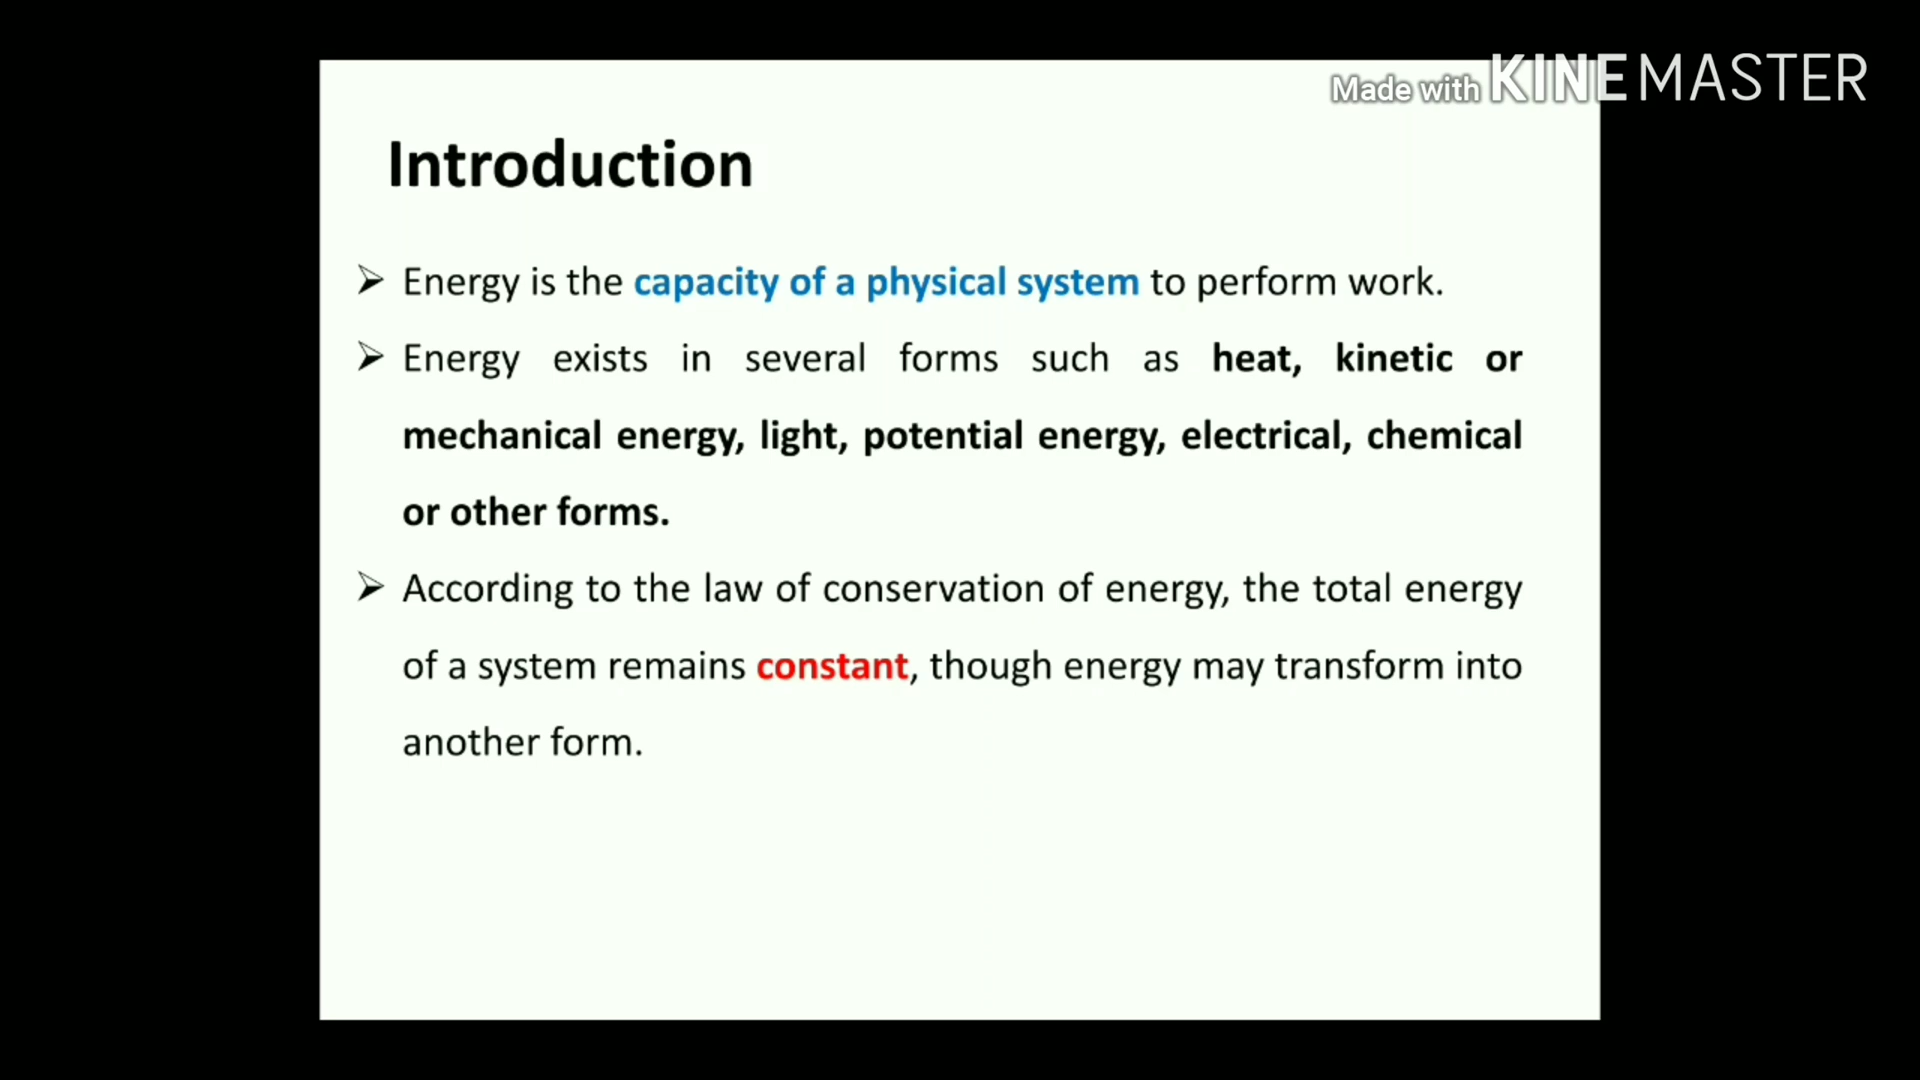 Made with KINEMASTER
Introduction
➢ Energy is the capacity of a physical system to perform work.
➢ Energy exists in several forms such as heat, kinetic or
mechanical energy, light, potential energy, electrical, chemical
or other forms.
➢ According to the law of conservation of energy, the total energy
of a system remains constant, though energy may transform into
another form.